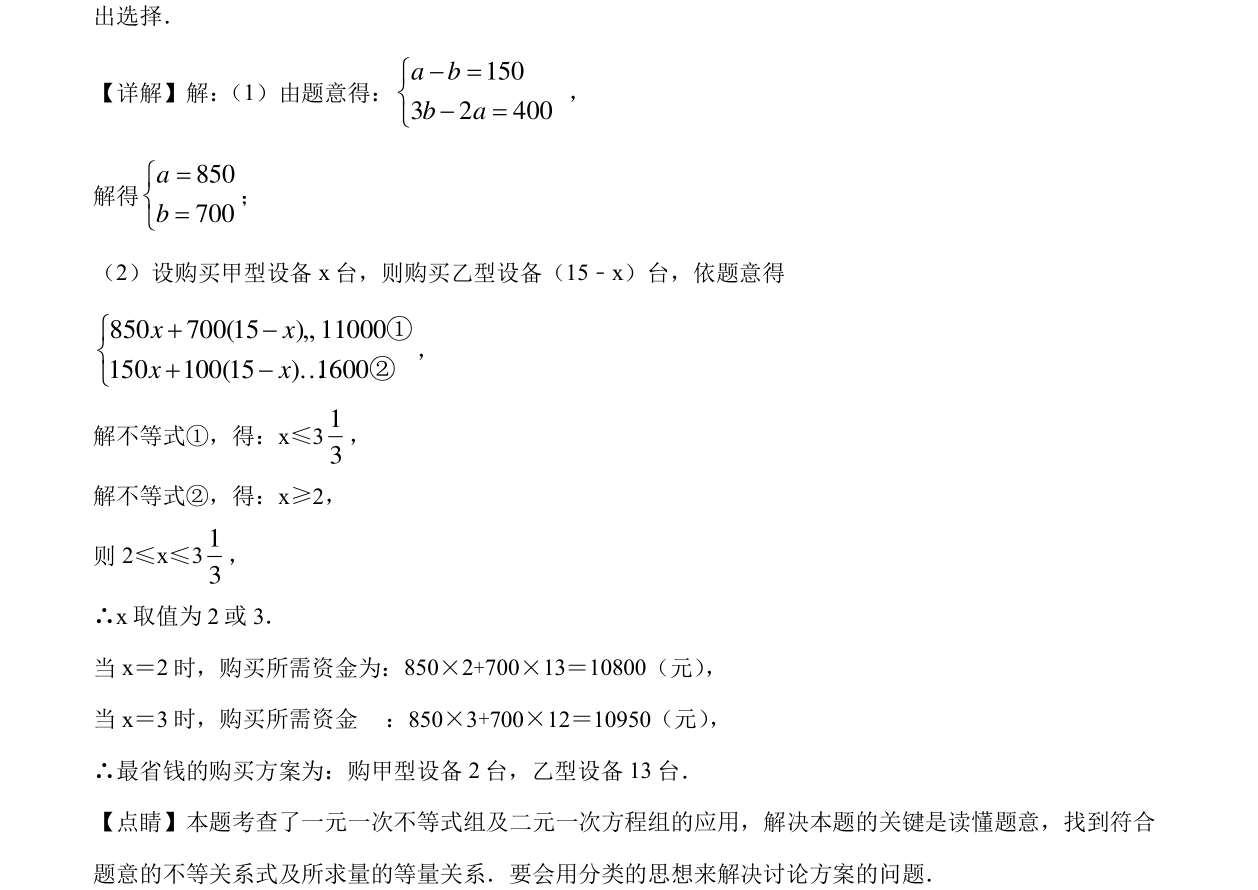 出选择．
【详解】解：（1）由题意得：{a－b＝150
3b－2a＝400 ，
解得{a＝850
b＝700 ；
（2）设购买甲型设备 x 台，则购买乙型设备（15﹣x）台，依题意得
{850x＋700(15－x)„ 11000①
150x＋100(15－x)…1600② ，
解不等式①，得：x≤3 1/3 ，
解不等式②，得：x≥2，
则 2≤x≤3 1/3 ，
∴x 取值为 2 或 3．
当 x＝2 时，购买所需资金为：850×2+700×13＝10800（元），
当 x＝3 时，购买所需资金 ：850×3+700×12＝10950（元），
∴最省钱的购买方案为：购甲型设备 2 台，乙型设备 13 台．
【点睛】本题考查了一元一次不等式组及二元一次方程组的应用，解决本题的关键是读懂题意，找到符合
题意的不等关系式及所求量的等量关系．要会用分类的思想来解决讨论方案的问题．